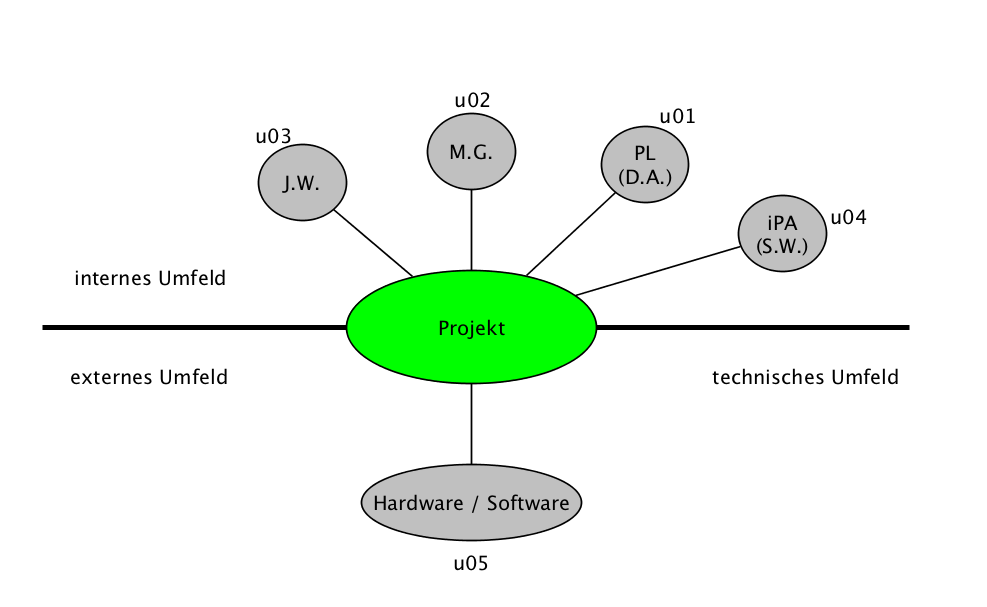 u02
u01
u03
M.G.
PL
(D.A.)
J.W.
iPA
(S.W.)
u04
internes Umfeld
Projekt
externes Umfeld
technisches Umfeld
Hardware / Software
u05